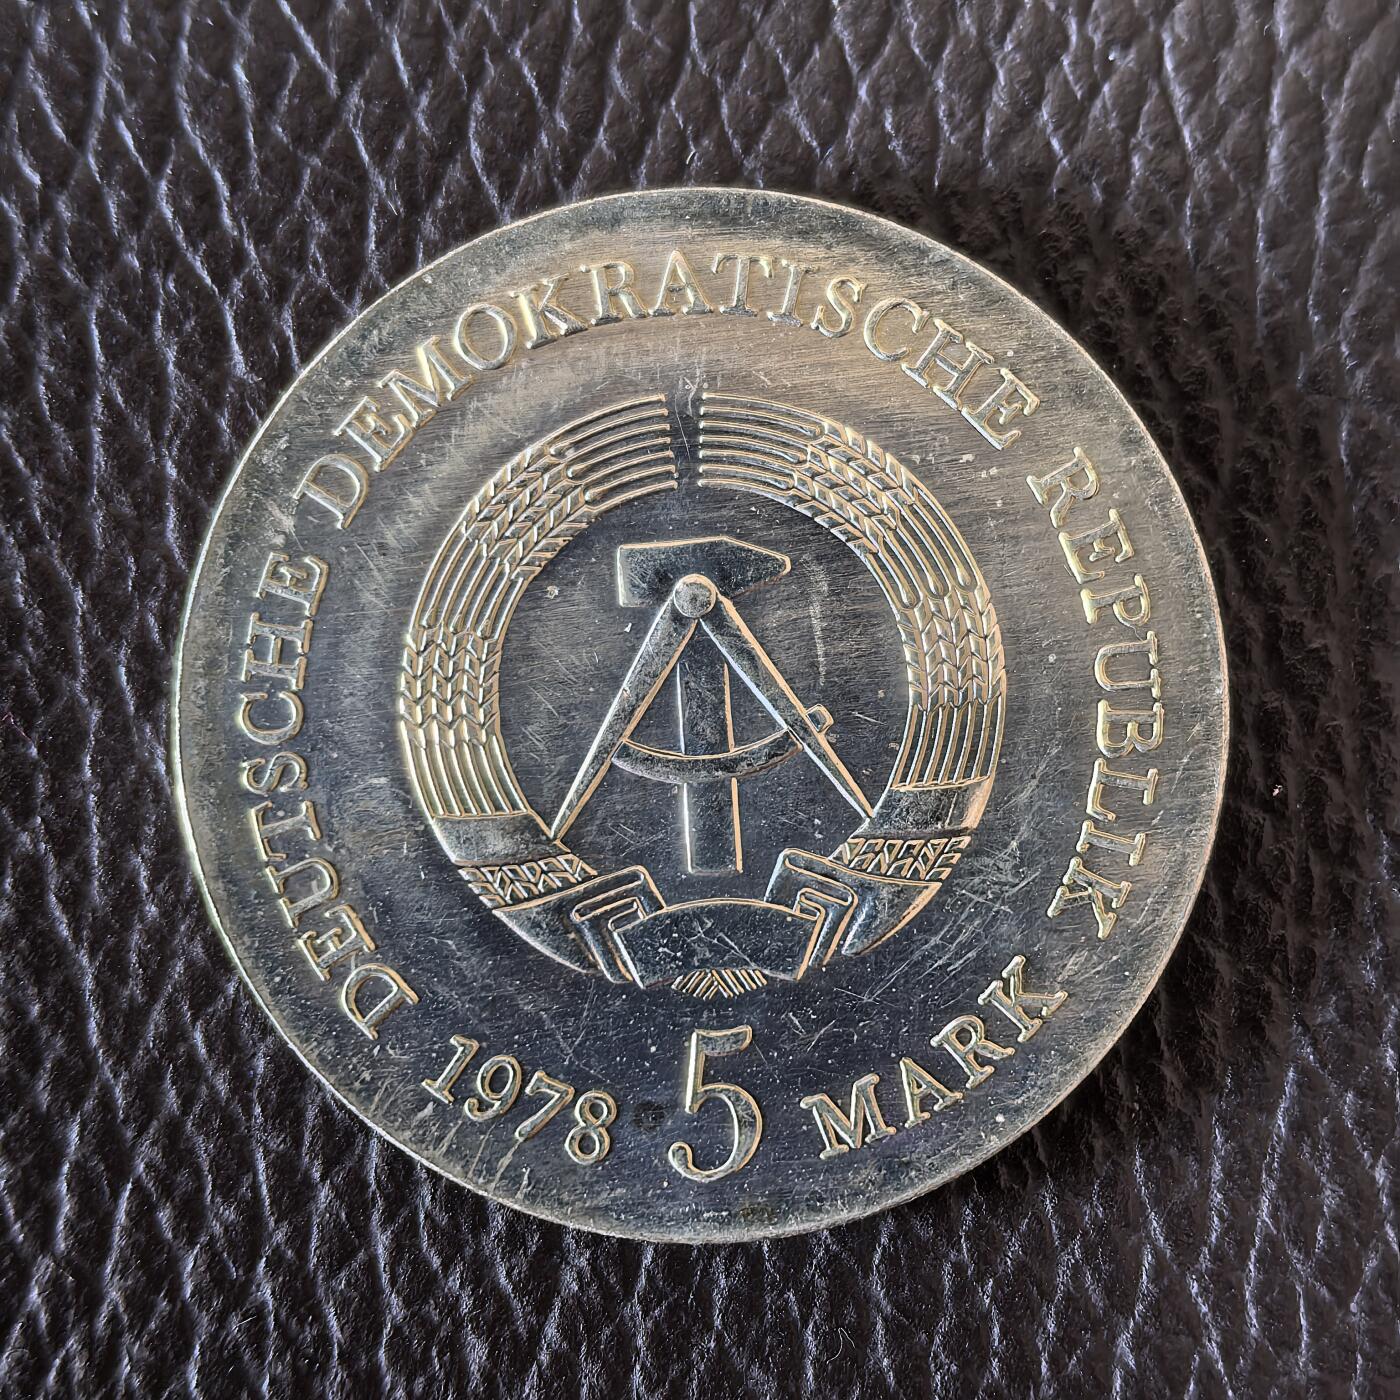 DEUTSCHE DEMOKRATISCHE REPUBLIK
1978 5 MARK